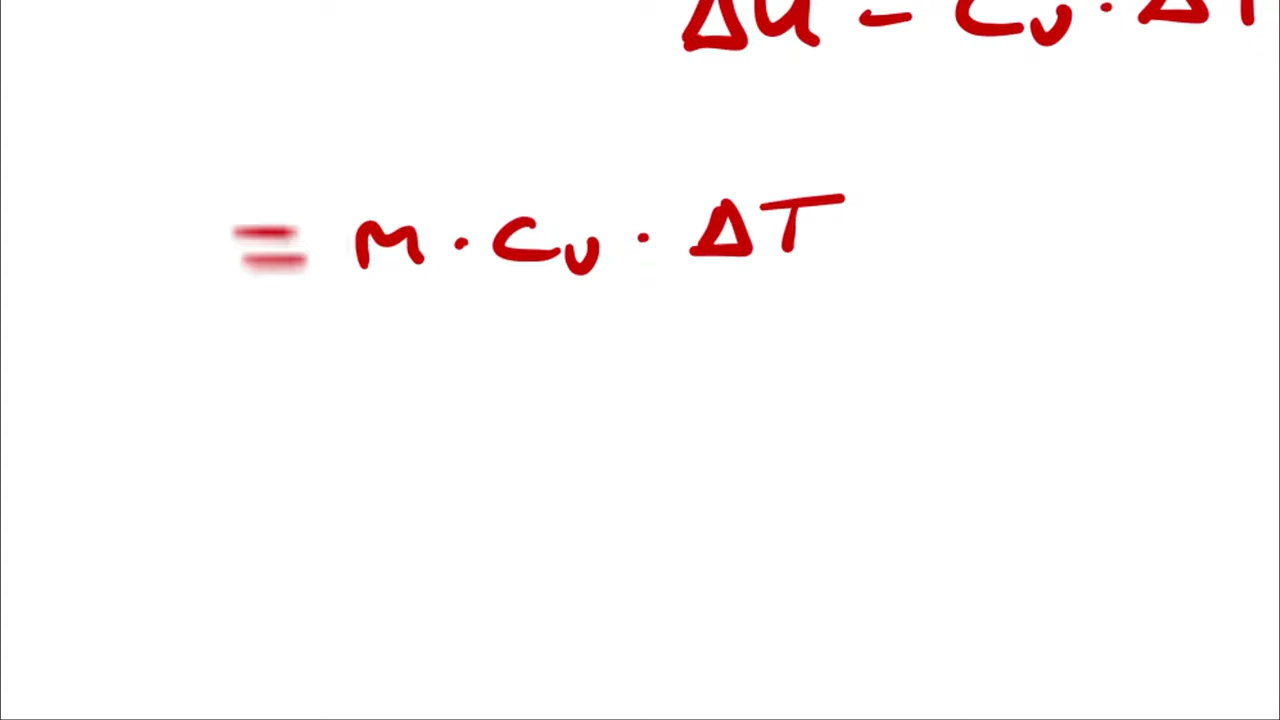 Δu = Cv · ΔT
= m · Cv · ΔT